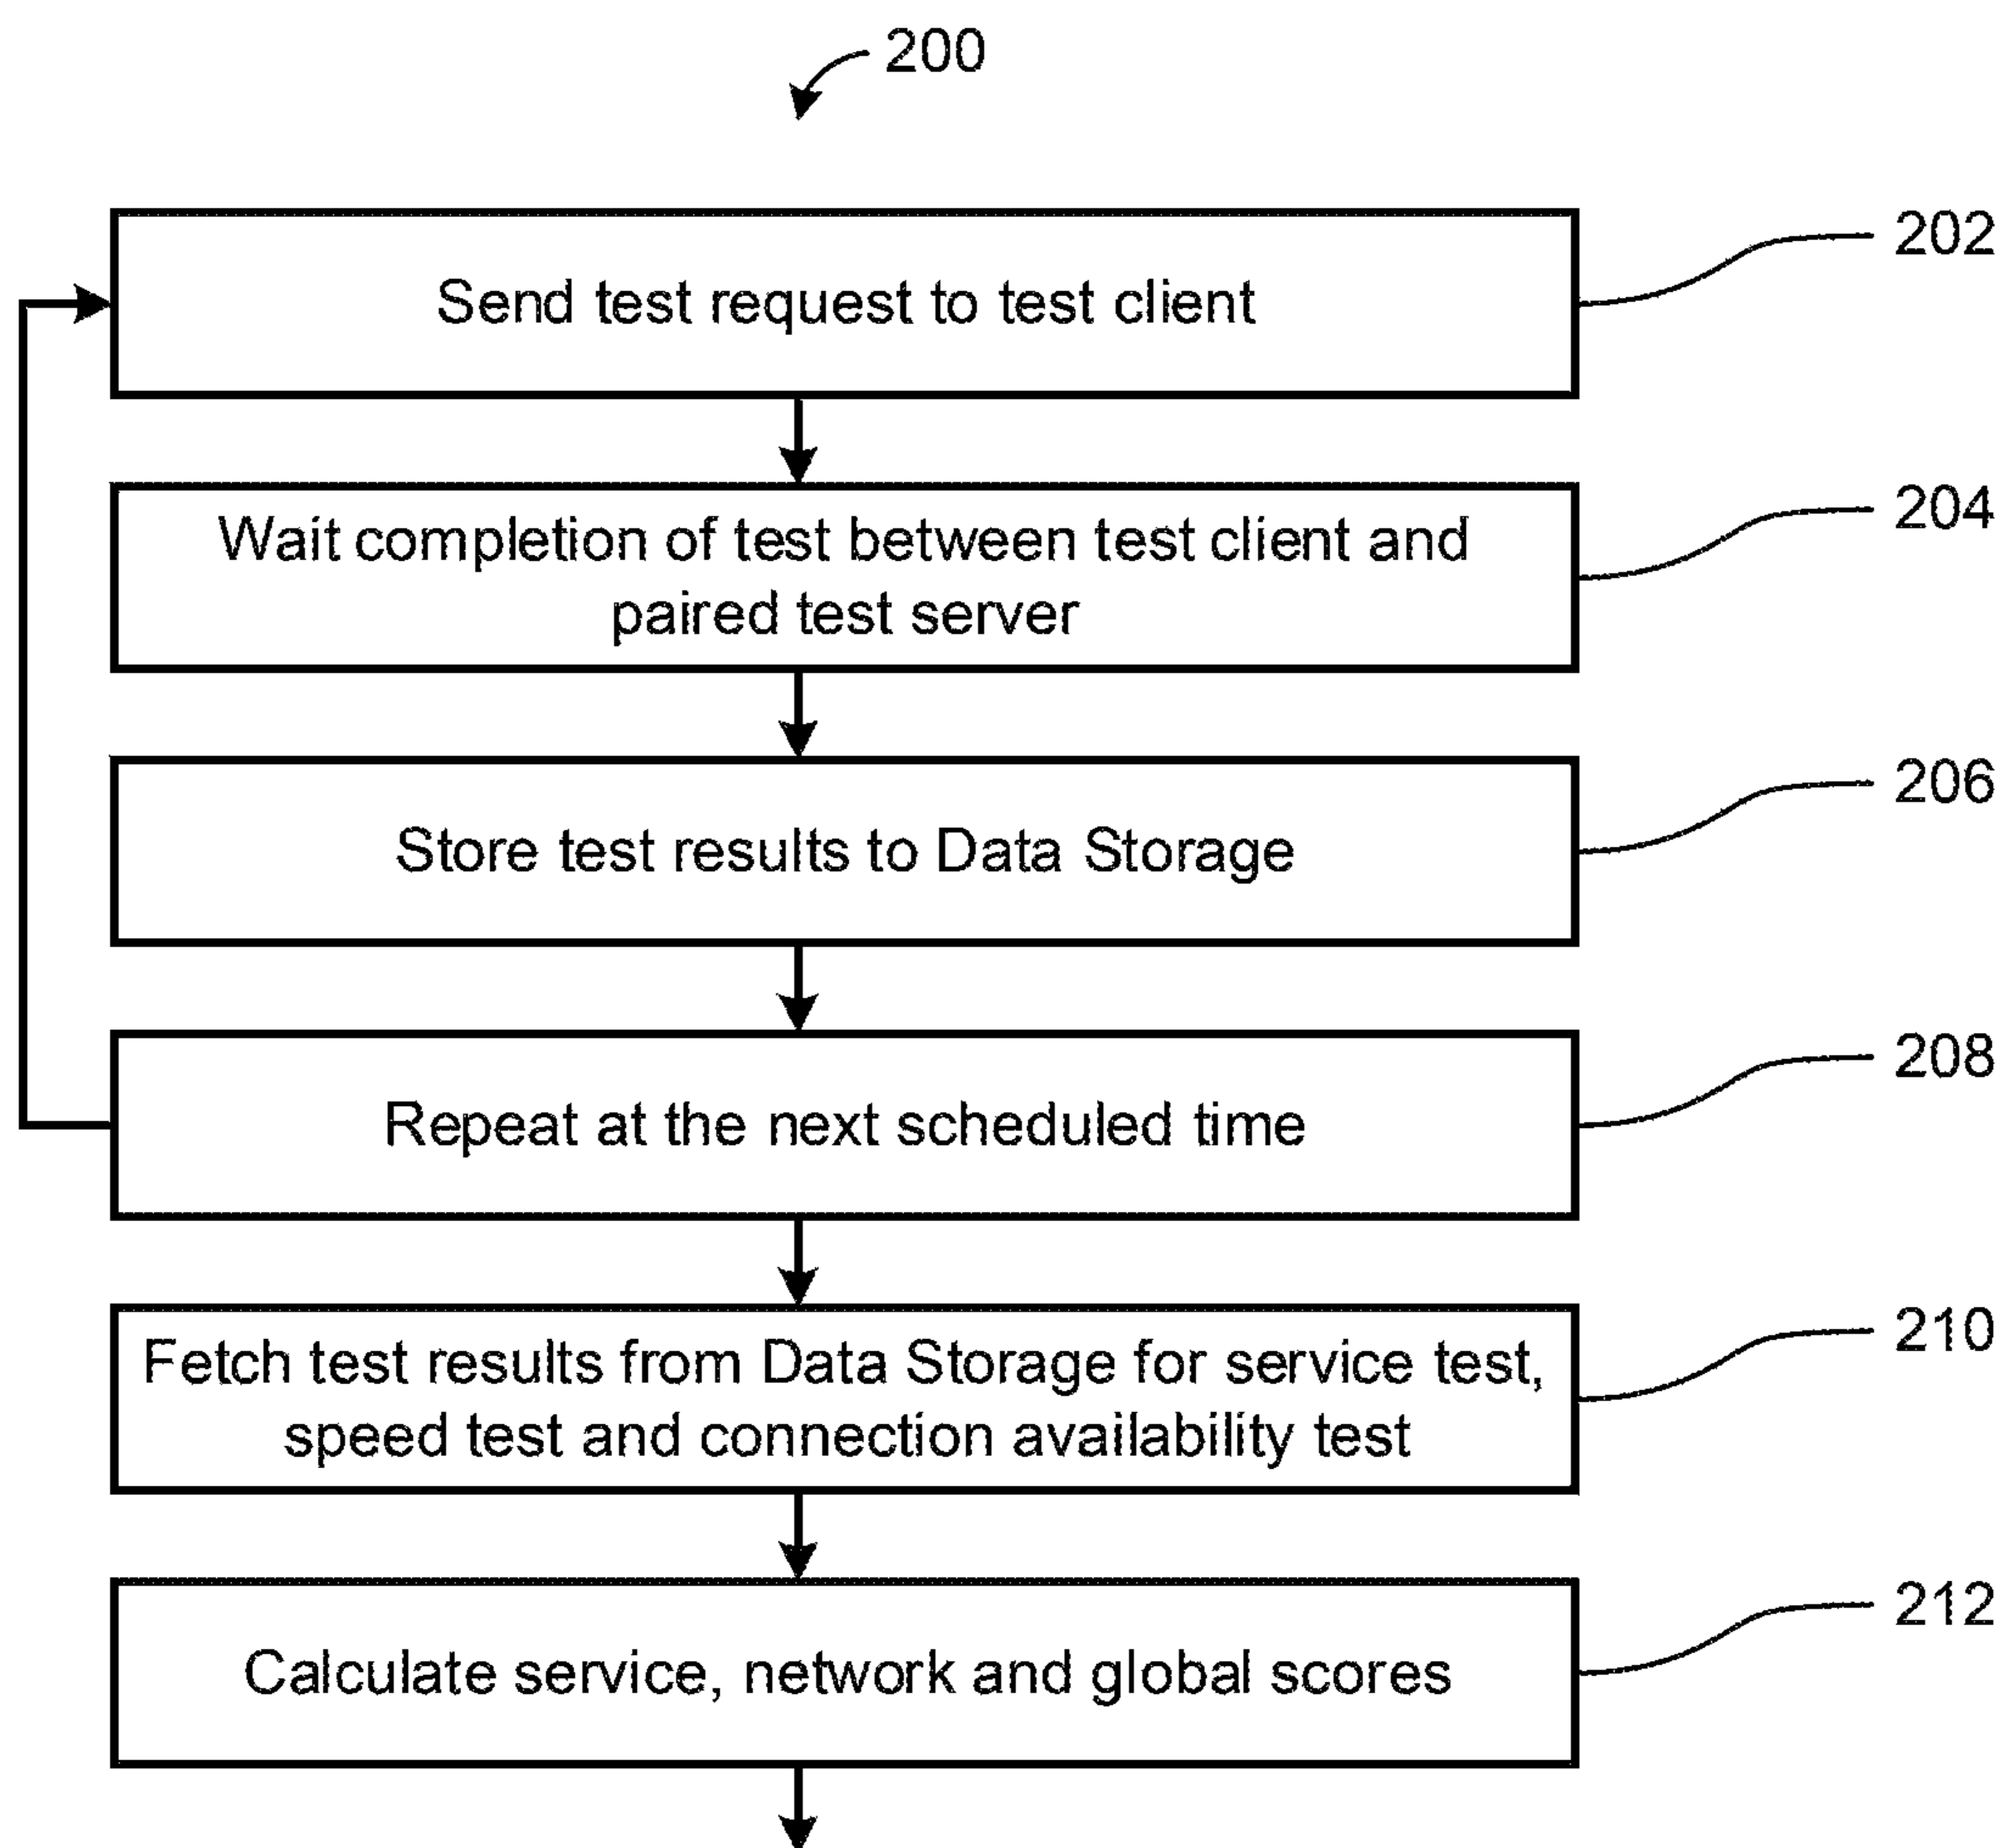 200
Send test request to test client
202
Wait completion of test between test client and
paired test server
204
Store test results to Data Storage
206
Repeat at the next scheduled time
208
Fetch test results from Data Storage for service test,
speed test and connection availability test
210
Calculate service, network and global scores
212